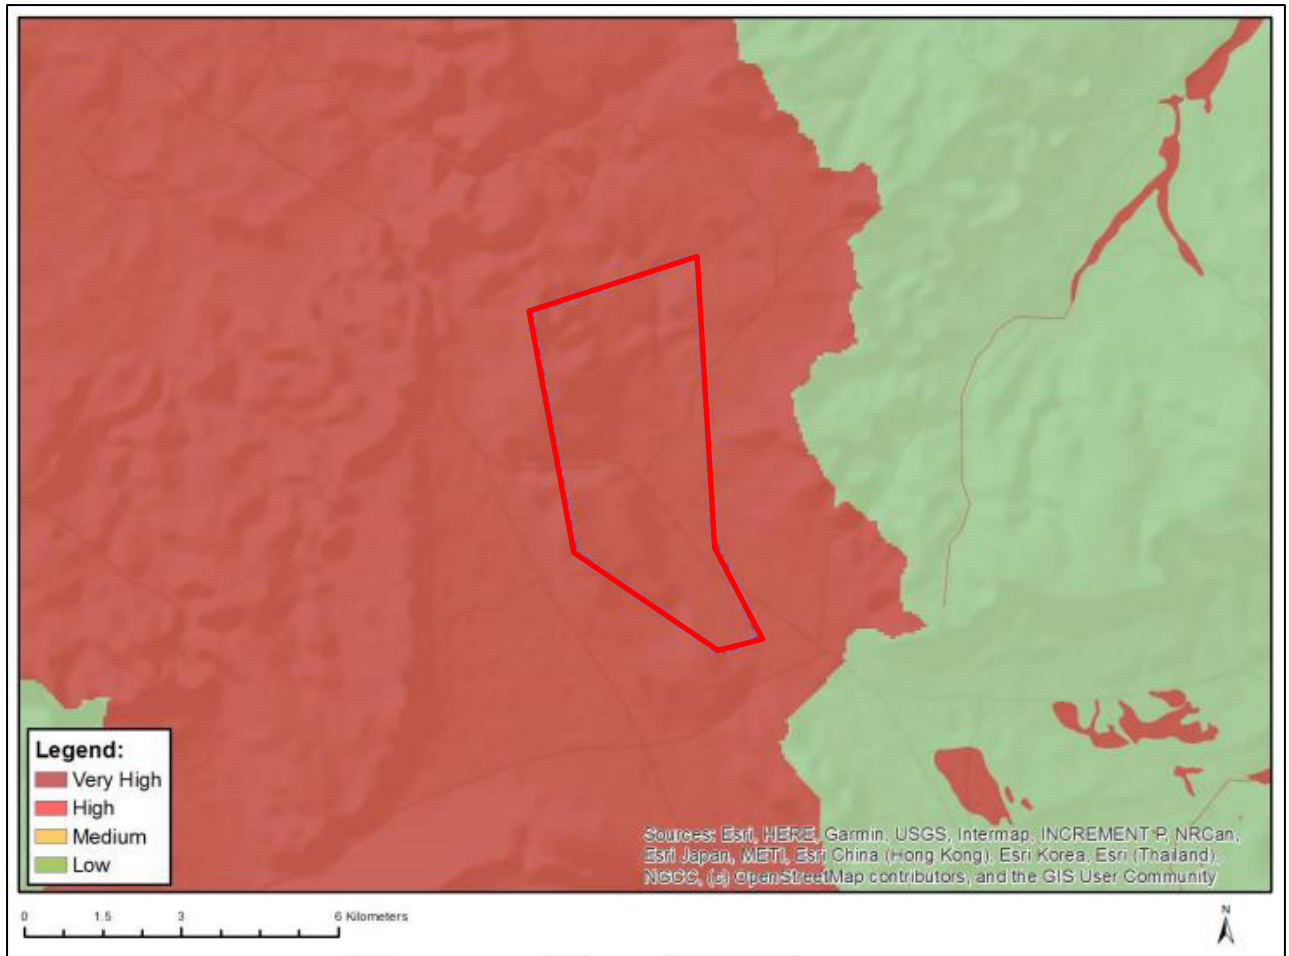 Legend:
Very High
High
Medium
Low
Sources: Esri, HERE, Garmin, USGS, Intermap, INCREMENT P, NRCan,
Esri Japan, METI, Esri China (Hong Kong), Esri Korea, Esri (Thailand),
NGCC, (c) OpenStreetMap contributors, and the GIS User Community
0 1.5 3 6 Kilometers
N